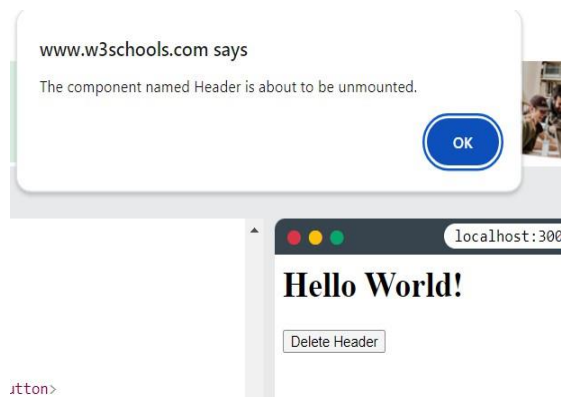 www.w3schools.com says
The component named Header is about to be unmounted.
OK
localhost:300
Hello World!
Delete Header
utton>